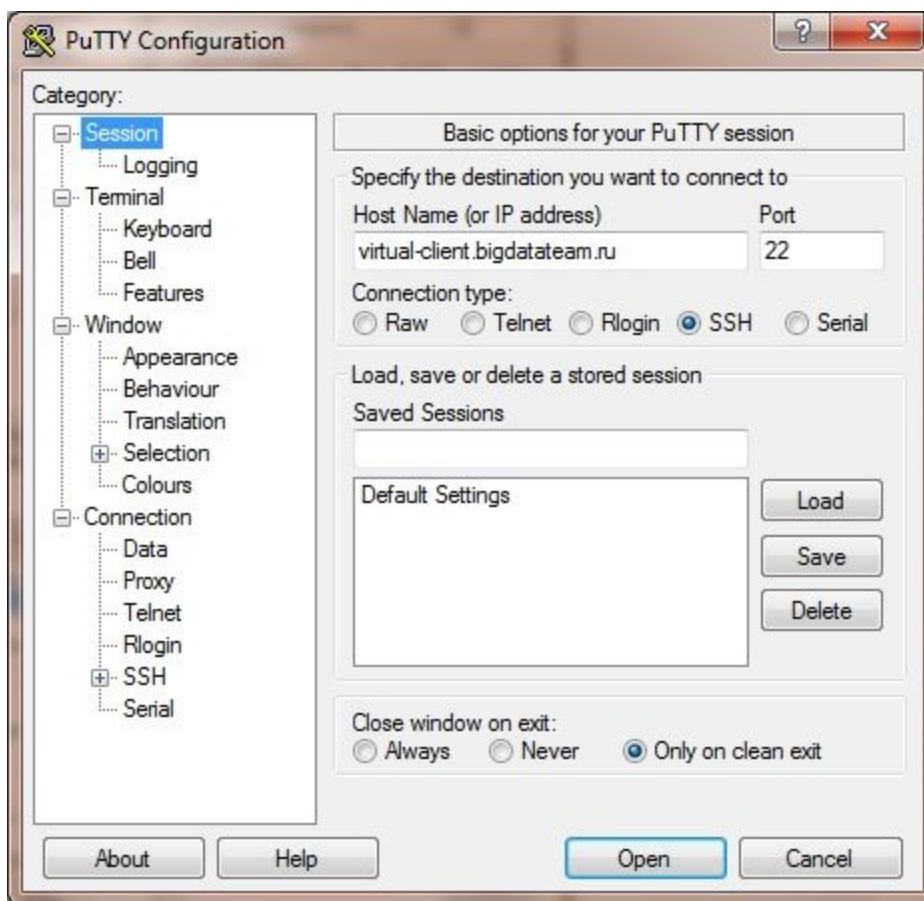 PuTTY Configuration
Category:
Session
Logging
Terminal
Keyboard
Bell
Features
Window
Appearance
Behaviour
Translation
Selection
Colours
Connection
Data
Proxy
Telnet
Rlogin
SSH
Serial
Basic options for your PuTTY session
Specify the destination you want to connect to
Host Name (or IP address) Port
virtual-client.bigdatateam.ru 22
Connection type:
Raw Telnet Rlogin SSH Serial
Load, save or delete a stored session
Saved Sessions
Default Settings
Load
Save
Delete
Close window on exit:
Always Never Only on clean exit
About Help Open Cancel